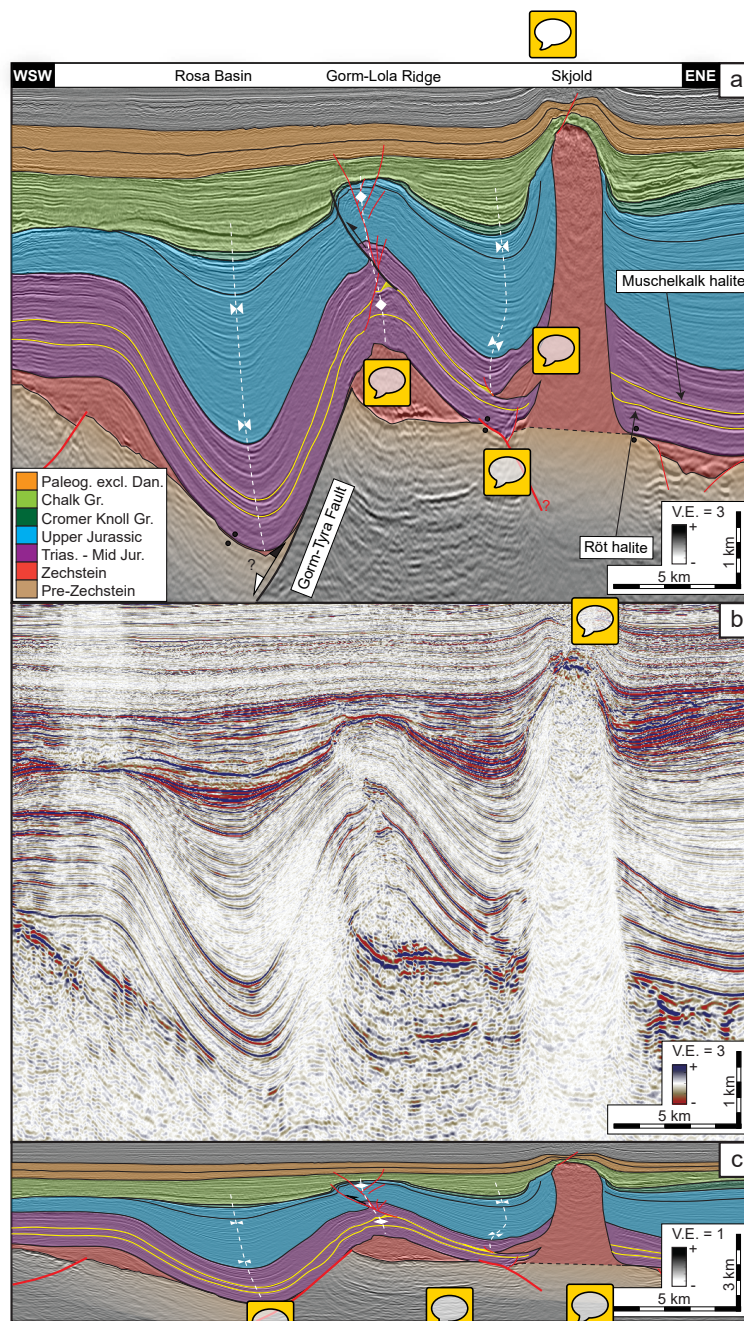 WSW
Rosa Basin
Gorm-Lola Ridge
Skjold
ENE
a
Muschelkalk halite
Paleog. excl. Dan.
Chalk Gr.
Cromer Knoll Gr.
Upper Jurassic
Trias. - Mid Jur.
Zechstein
Pre-Zechstein
?
Gorm-Tyra Fault
?
Röt halite
V.E. = 3
+
-
1 km
5 km
b
V.E. = 3
+
-
1 km
5 km
c
V.E. = 1
+
-
3 km
5 km